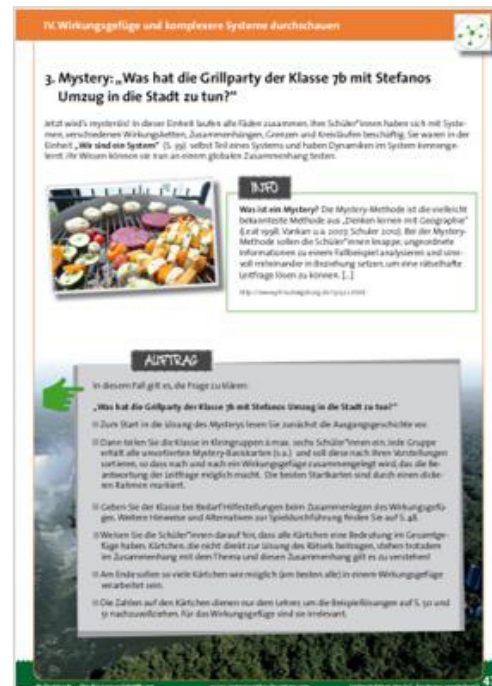 IV. Wirkungsgefüge und komplexere Systeme durchschauen
3. Mystery: „Was hat die Grillparty der Klasse 7b mit Stefanos
Umzug in die Stadt zu tun?“
Jetzt wird's mysteriös! In dieser Einheit laufen alle Fäden zusammen. Ihre Schüler*innen haben sich mit Syste-
men, verschiedenen Wirkungsketten, Zusammenhängen, Grenzen und Kreisläufen beschäftigt. Sie waren in der
Einheit „Wir sind ein System“ (S. 39) selbst Teil eines Systems und haben Dynamiken im System kennenge-
lernt. Ihr Wissen können sie nun an einem globalen Zusammenhang testen.
INFO
Was ist ein Mystery? Die Mystery-Methode ist die vielleicht
bekannteste Methode aus „Denken lernen mit Geographie“
(Leat 1998, Vankan u.a. 2007, Schuler 2012). Bei der Mystery-
Methode sollen die Schüler*innen knappe, ungeordnete
Informationen zu einem Fallbeispiel analysieren und sinn-
voll miteinander in Beziehung setzen, um eine rätselhafte
Leitfrage lösen zu können. [...]
AUFTRAG
In diesem Fall gilt es, die Frage zu klären:
„Was hat die Grillparty der Klasse 7b mit Stefanos Umzug in die Stadt zu tun?“
Zum Start in die Lösung des Mysterys lesen Sie zunächst die Ausgangsgeschichte vor.
Dann teilen Sie die Klasse in Kleingruppen à max. sechs Schüler*innen ein. Jede Gruppe
erhält alle unsortierten Mystery-Basiskarten (s.u.) und soll diese nach ihren Vorstellungen
sortieren, so dass nach und nach ein Wirkungsgefüge zusammengelegt wird, das die Be-
antwortung der Leitfrage möglich macht. Die besten Startkarten sind durch einen dicke-
ren Rahmen markiert.
Geben Sie der Klasse bei Bedarf Hilfestellungen beim Zusammenlegen des Wirkungsgefü-
ges. Weitere Hinweise und Alternativen zur Spieldurchführung finden Sie auf S. 48.
Weisen Sie die Schüler*innen darauf hin, dass alle Kärtchen eine Bedeutung im Gesamtge-
füge haben. Kärtchen, die nicht direkt zur Lösung des Rätsels beitragen, stehen trotzdem
im Zusammenhang mit dem Thema und diesen Zusammenhang gilt es zu verstehen!
Am Ende sollen so viele Kärtchen wie möglich (am besten alle) in einem Wirkungsgefüge
verarbeitet sein.
Die Zahlen auf den Kärtchen dienen nur dem Lehrer, um die Beispiellösungen auf S. 50 und
51 nachzuvollziehen. Für das Wirkungsgefüge sind sie irrelevant.